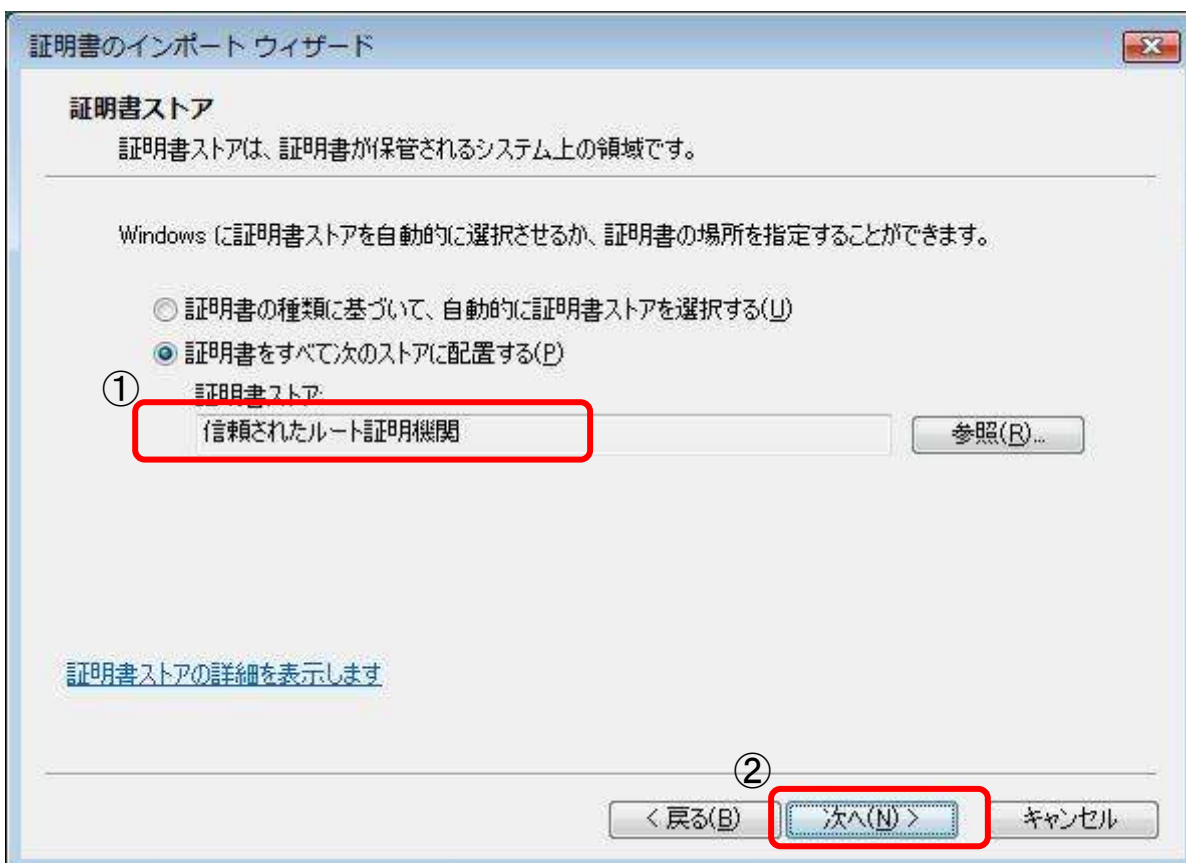 証明書のインポート ウィザード
証明書ストア
証明書ストアは、証明書が保管されるシステム上の領域です。
Windows に証明書ストアを自動的に選択させるか、証明書の場所を指定することができます。
証明書の種類に基づいて、自動的に証明書ストアを選択する(U)
証明書をすべて次のストアに配置する(P)
①
証明書ストア:
信頼されたルート証明機関
参照(R)...
証明書ストアの詳細を表示します
②
< 戻る(B)
次へ(N) >
キャンセル